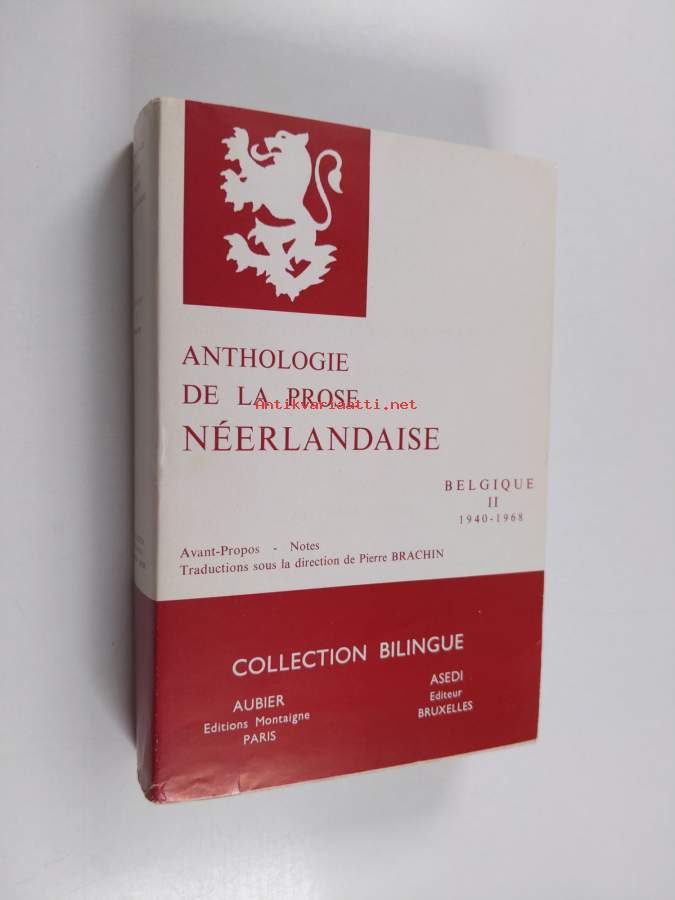 ANTHOLOGIE
DE LA PROSE
Antikvariaatti.net
NÉERLANDAISE
BELGIQUE
II
1940-1968
Avant-Propos - Notes
Traductions sous la direction de Pierre BRACHIN
COLLECTION BILINGUE
AUBIER
Editions Montaigne
PARIS
ASEDI
Editeur
BRUXELLES